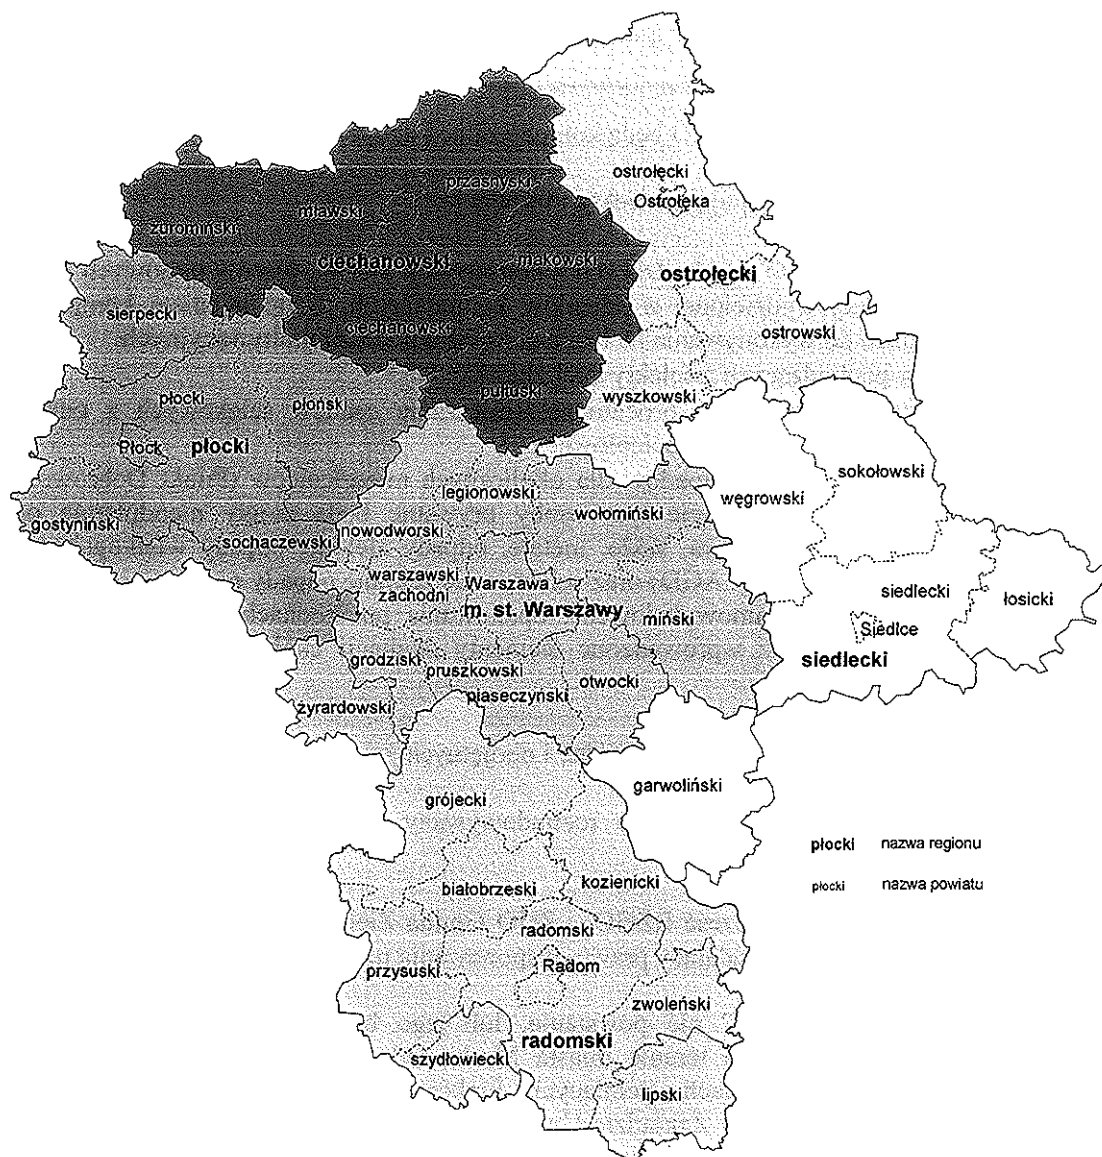 ostrołęcki
Ostrołęka
przasnyski
mławski
żuromiński
ciechanowski
makowski
ostrołęcki
sierpecki
ciechanowski
ostrowski
płocki
płoński
pułtuski
wyszkowski
Płock
płocki
sokołowski
węgrowski
legionowski
wołomiński
gostyniński
nowodworski
sochaczewski
warszawski
zachodni
Warszawa
m. st. Warszawy
miński
siedlecki
łosicki
Siedlce
siedlecki
grodziski
pruszkowski
otwocki
piaseczyński
żyrardowski
garwoliński
grójecki
płocki nazwa regionu
płocki nazwa powiatu
białobrzeski
kozienicki
radomski
Radom
przysuski
zwoleński
radomski
szydłowiecki
lipski